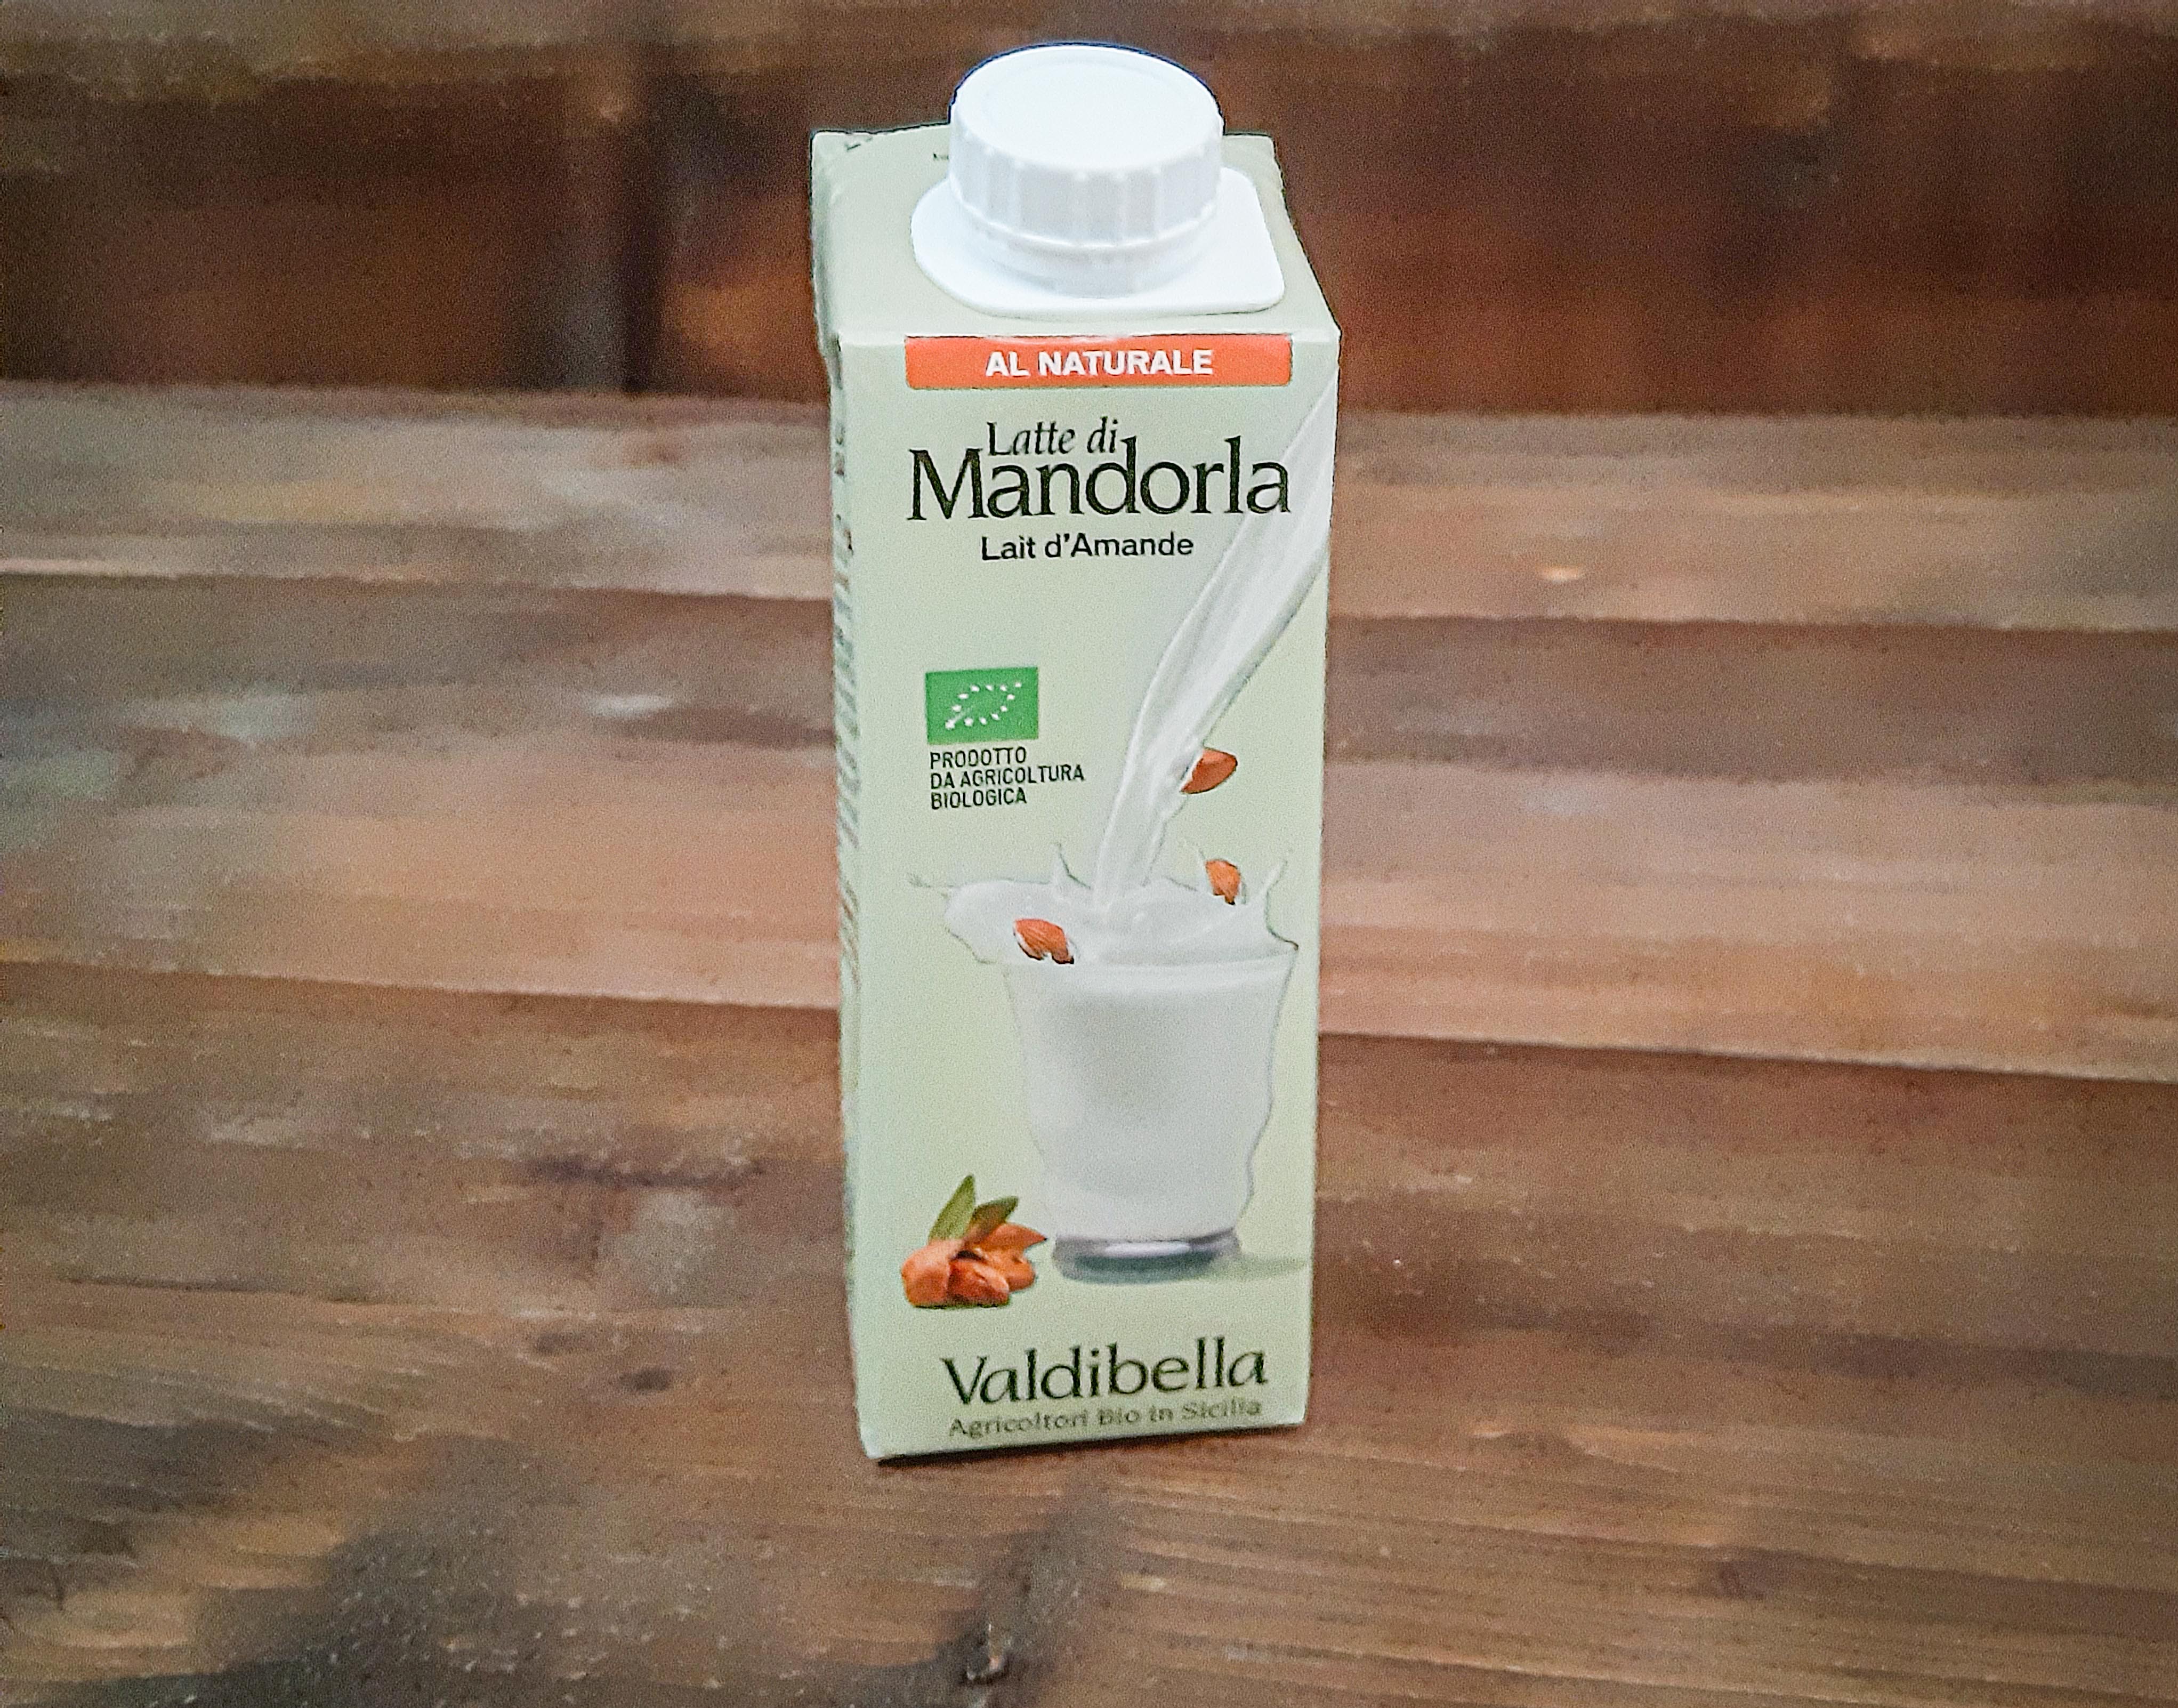 AL NATURALE
Latte di
Mandorla
Lait d'Amande
PRODOTTO
DA AGRICOLTURA
BIOLOGICA
Valdibella
Agricoltori Bio in Sicilia